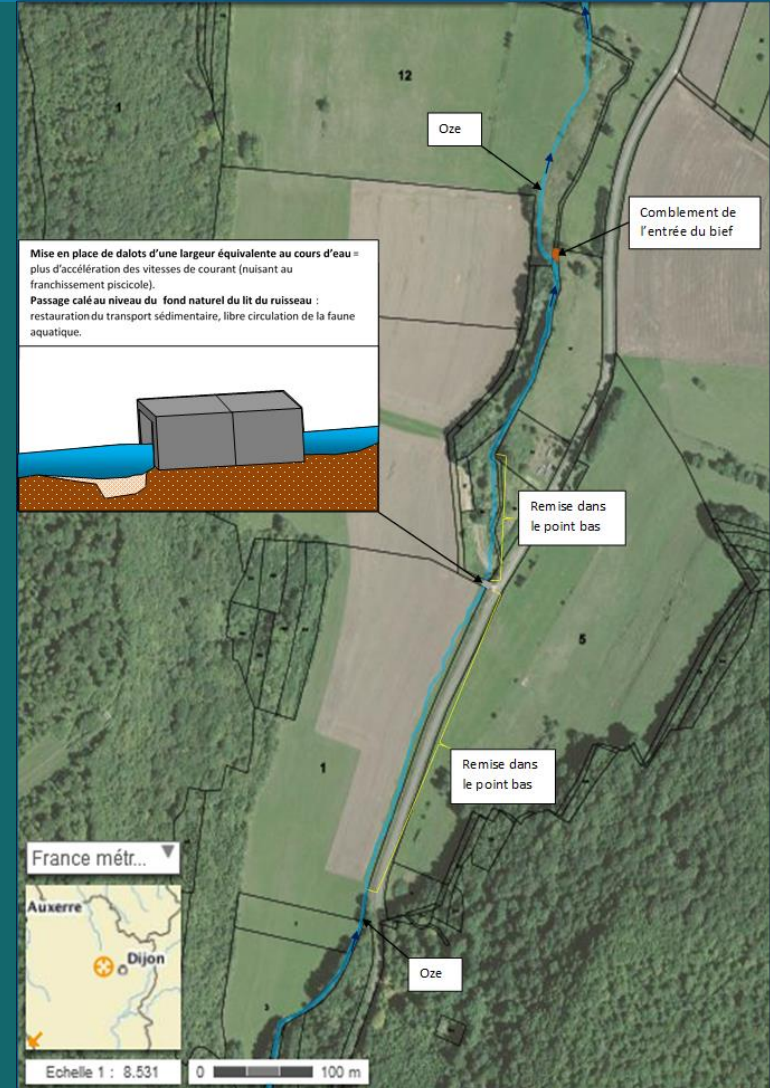 12
1
Oze
Comblement de
l'entrée du bief
Mise en place de dalots d'une largeur équivalente au cours d'eau =
plus d'accélération des vitesses de courant (nuisant au
franchissement piscicole).
Passage calé au niveau du fond naturel du lit du ruisseau :
restauration du transport sédimentaire, libre circulation de la faune
aquatique.
Remise dans
le point bas
5
Remise dans
le point bas
1
France métr...
Auxerre
Dijon
Oze
3
Echelle 1 : 8.531
0 100 m